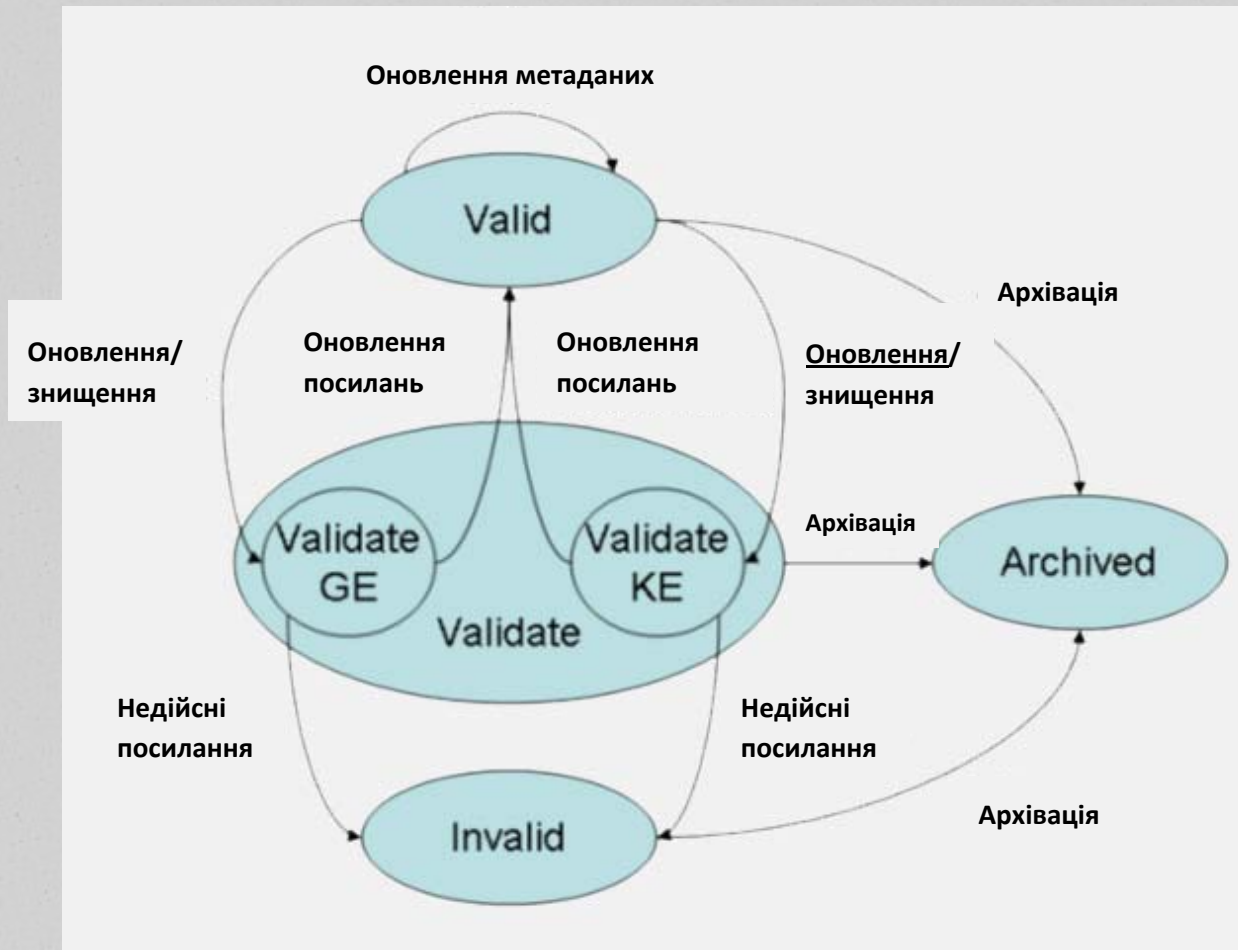 Оновлення метаданих
Valid
Архівація
Оновлення/
знищення
Оновлення
посилань
Оновлення
посилань
Оновлення/
знищення
Validate
GE
Validate
KE
Validate
Архівація
Archived
Недійсні
посилання
Недійсні
посилання
Invalid
Архівація